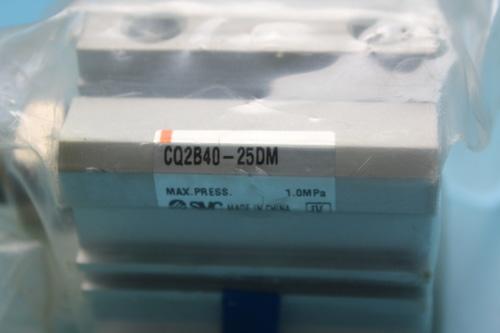 CQ2B40-25DM
MAX.PRESS. 1.0MPa
SMC MADE IN CHINA